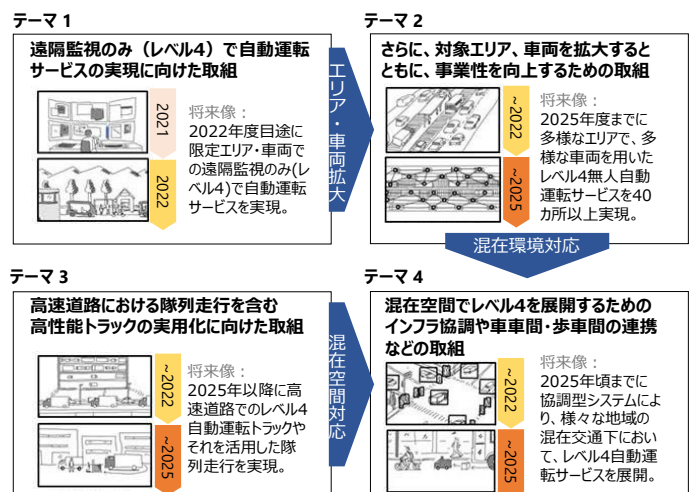 テーマ 1
遠隔監視のみ（レベル4）で自動運転
サービスの実現に向けた取組
2021
2022
将来像：
2022年度目途に
限定エリア・車両で
の遠隔監視のみ(レ
ベル4)で自動運転
サービスを実現。
エリア・車両拡大
テーマ 2
さらに、対象エリア、車両を拡大すると
ともに、事業性を向上するための取組
~2022
~2025
将来像：
2025年度までに
多様なエリアで、多
様な車両を用いた
レベル4無人自動
運転サービスを40
カ所以上実現。
混在環境対応
テーマ 3
高速道路における隊列走行を含む
高性能トラックの実用化に向けた取組
~2022
~2025
将来像：
2025年以降に高
速道路でのレベル4
自動運転トラックや
それを活用した隊
列走行を実現。
混在空間対応
テーマ 4
混在空間でレベル4を展開するための
インフラ協調や車車間・歩車間の連携
などの取組
~2022
~2025
将来像：
2025年頃までに
協調型システムによ
り、様々な地域の
混在交通下におい
て、レベル4自動運
転サービスを展開。